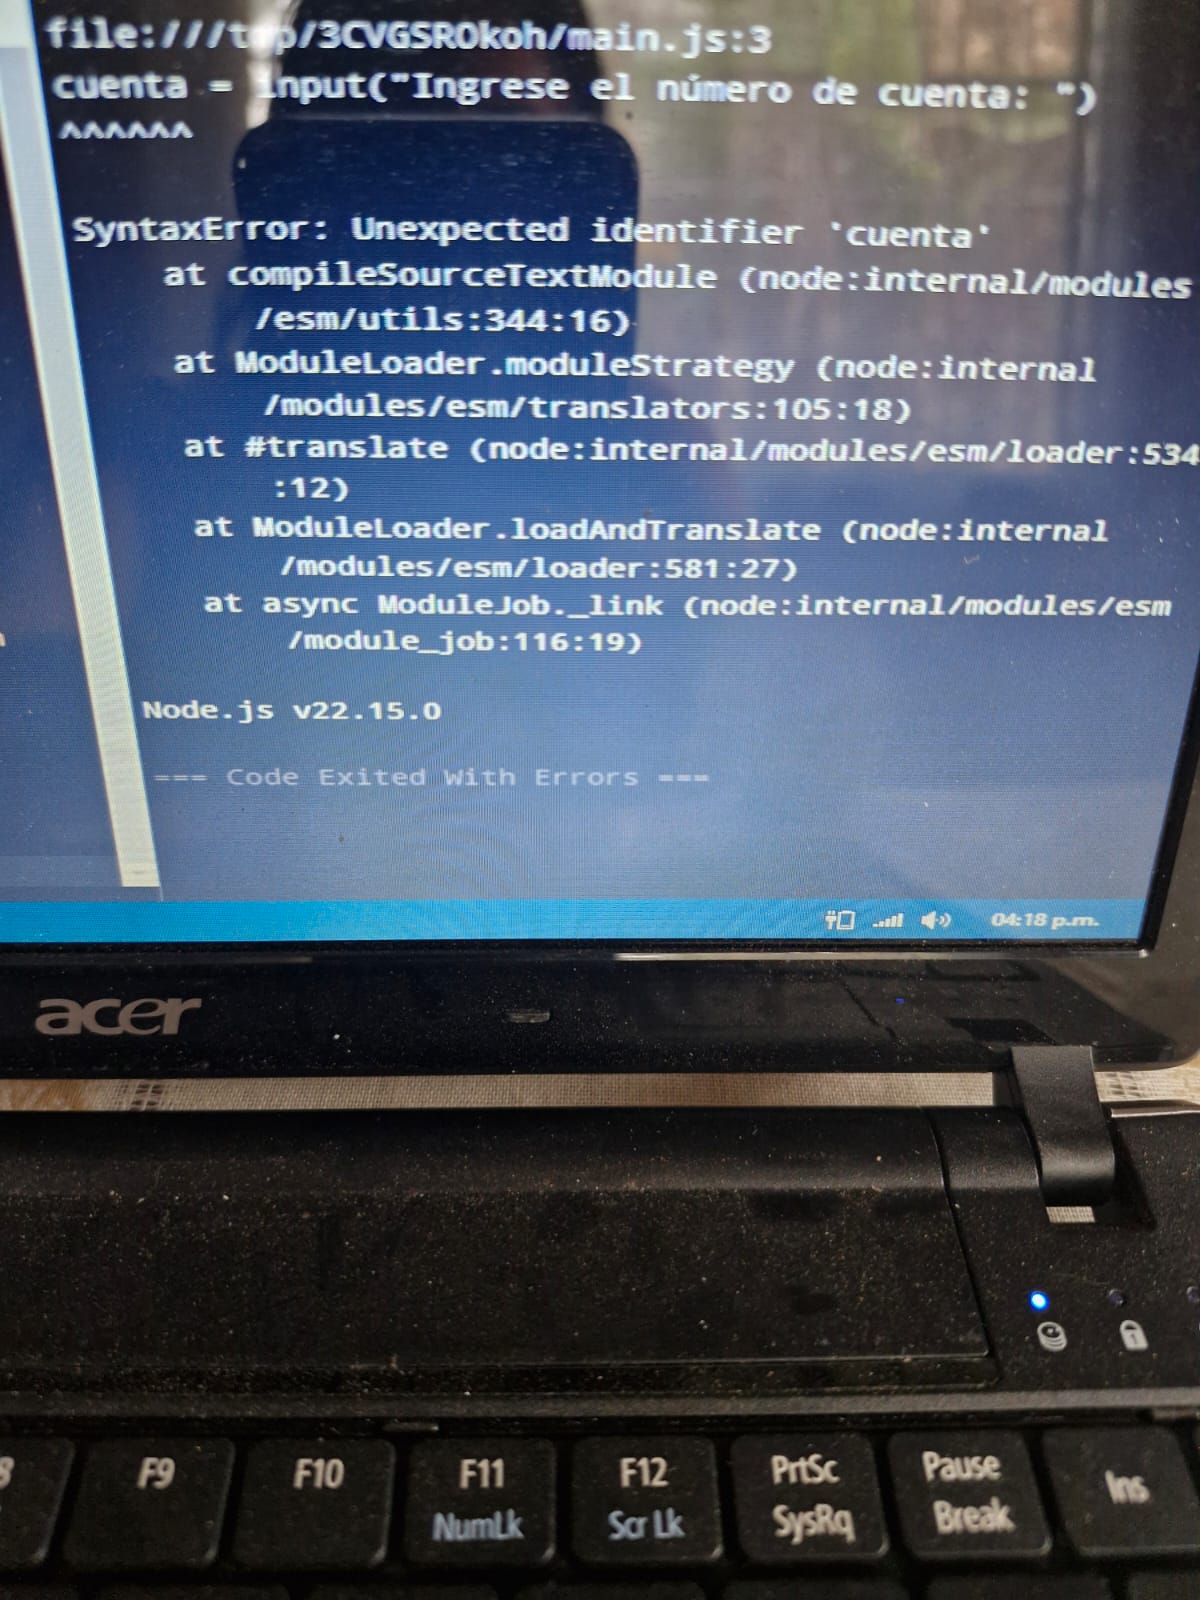 file:///tmp/3CVGSROkoh/main.js:3
cuenta = input("Ingrese el número de cuenta: ")
^^^^^^
SyntaxError: Unexpected identifier 'cuenta'
at compileSourceTextModule (node:internal/modules
/esm/utils:344:16)
at ModuleLoader.moduleStrategy (node:internal
/modules/esm/translators:105:18)
at #translate (node:internal/modules/esm/loader:534
:12)
at ModuleLoader.loadAndTranslate (node:internal
/modules/esm/loader:581:27)
at async ModuleJob._link (node:internal/modules/esm
/module_job:116:19)
Node.js v22.15.0
=== Code Exited With Errors ===
04:18 p.m.
acer
F9 F10 F11 F12 PrtSc Pause Ins
NumLk Scr Lk SysRq Break